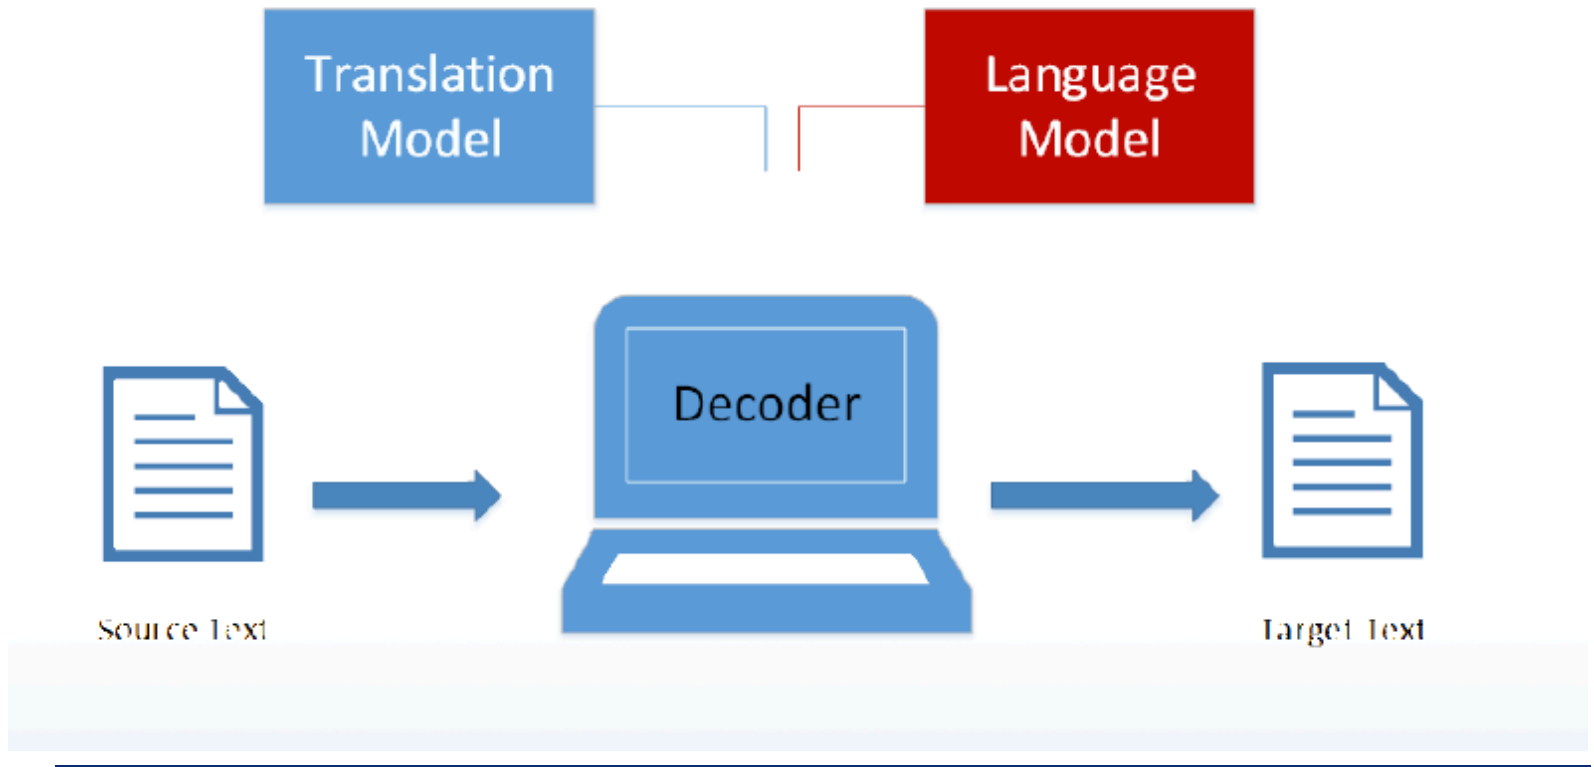 Translation
Model
Language
Model
Decoder
Source Text
Target Text